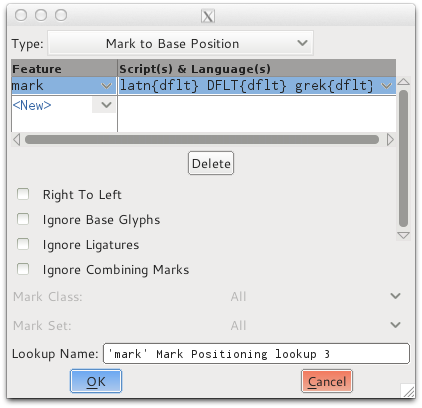 Type: Mark to Base Position
Feature Script(s) & Language(s)
mark latn{dflt} DFLT{dflt} grek{dflt}
<New>
Delete
Right To Left
Ignore Base Glyphs
Ignore Ligatures
Ignore Combining Marks
Mark Class: All
Mark Set: All
Lookup Name: 'mark' Mark Positioning lookup 3
OK Cancel